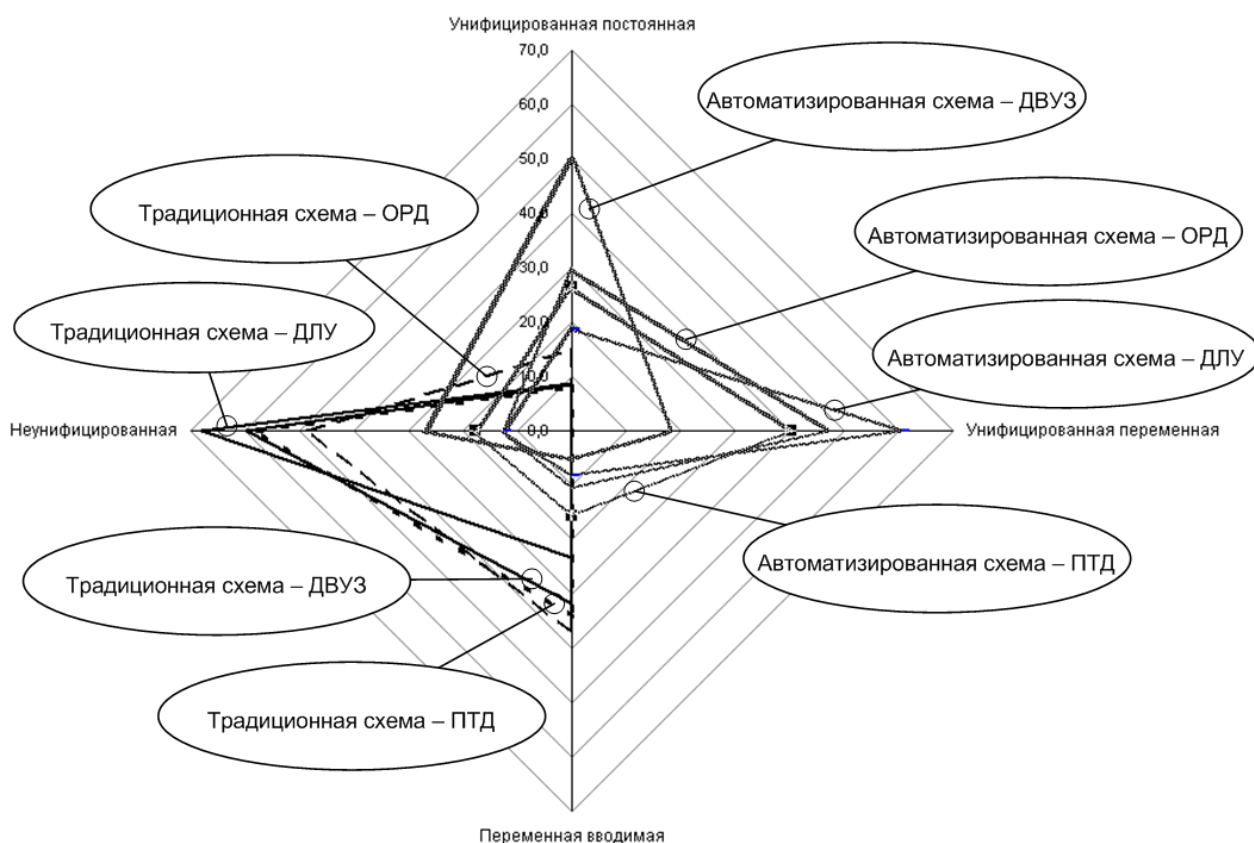 Унифицированная постоянная
70,0
60,0
50,0
40,0
30,0
20,0
10,0
0,0
Автоматизированная схема – ДВУЗ
Традиционная схема – ОРД
Автоматизированная схема – ОРД
Традиционная схема – ДЛУ
Автоматизированная схема – ДЛУ
Неунифицированная
Унифицированная переменная
Традиционная схема – ДВУЗ
Автоматизированная схема – ПТД
Традиционная схема – ПТД
Переменная вводимая